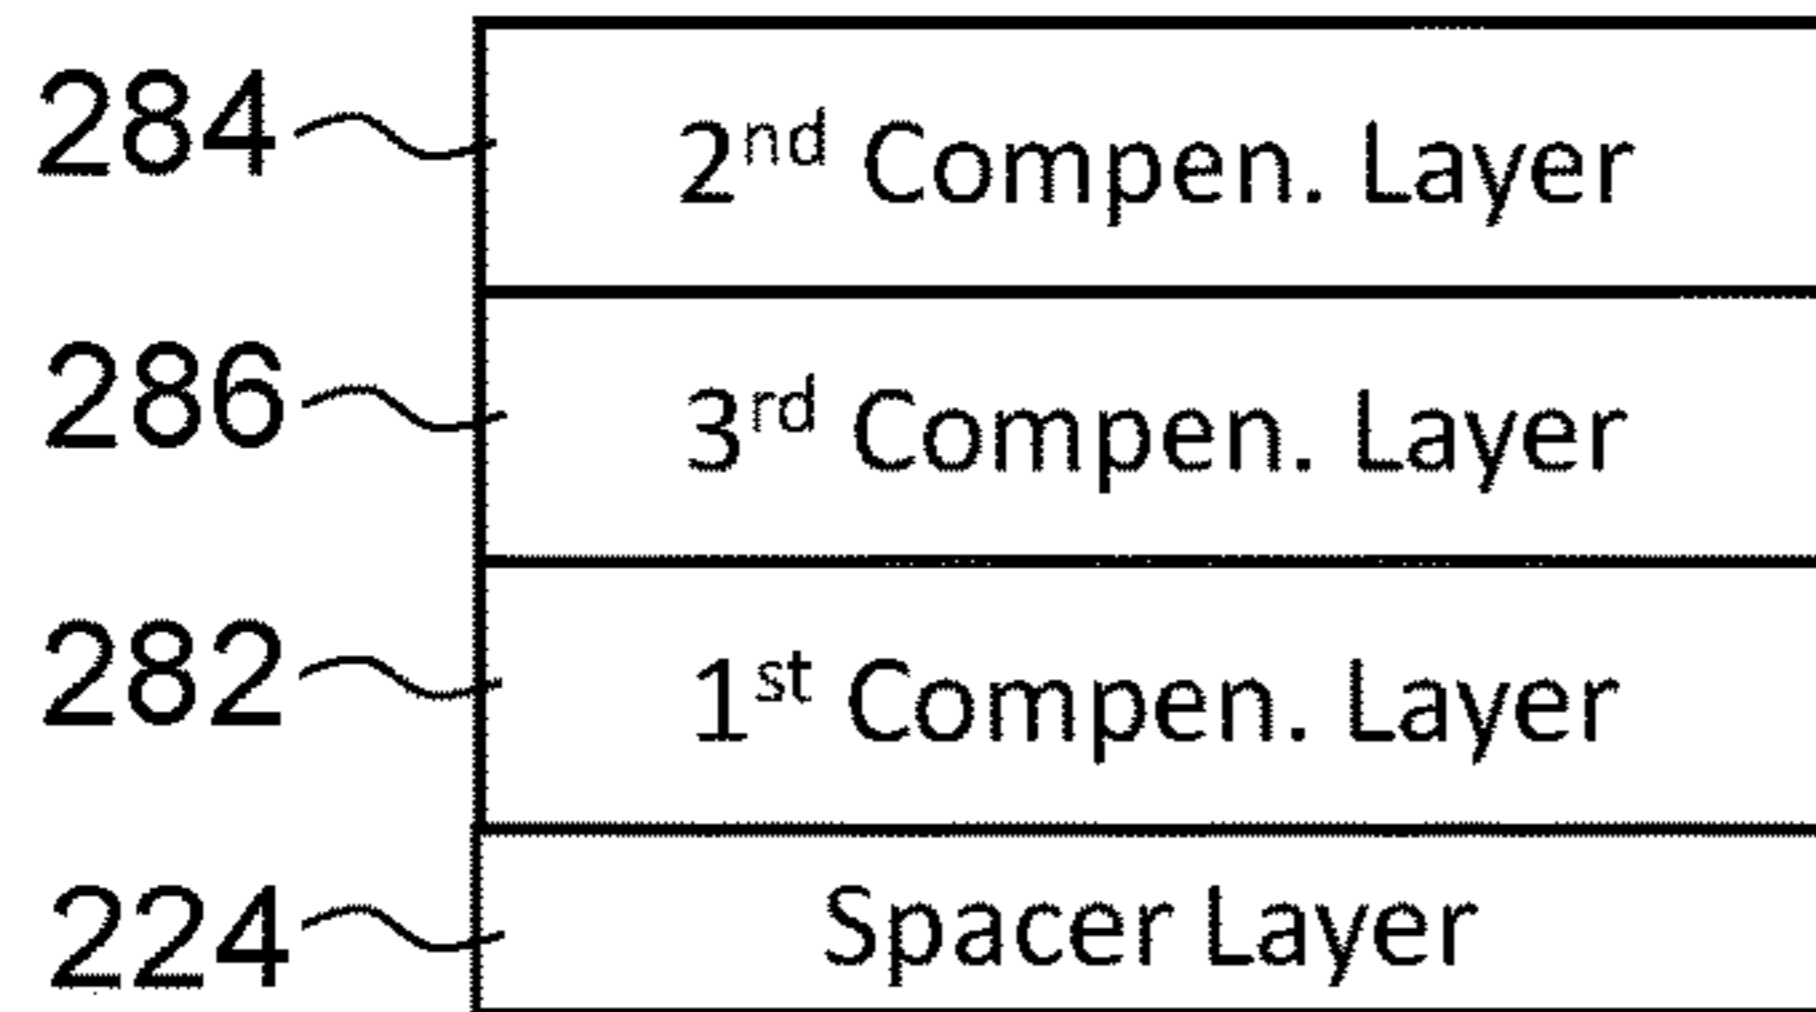 284 2nd Compen. Layer
286 3rd Compen. Layer
282 1st Compen. Layer
224 Spacer Layer